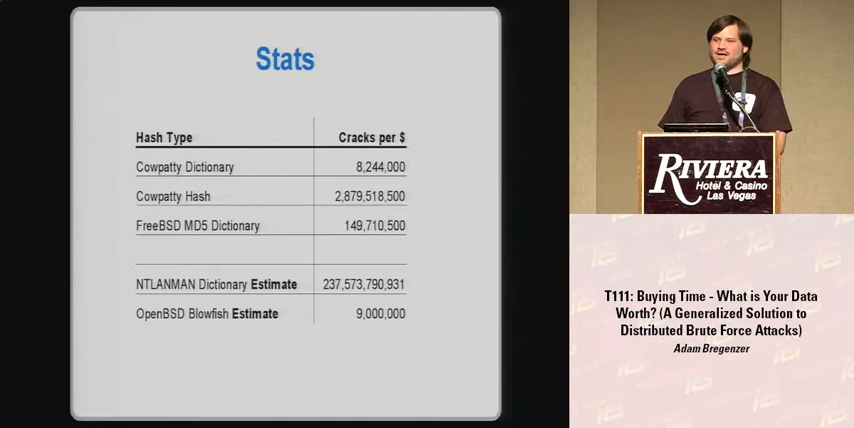 Stats
Hash Type Cracks per $
Cowpatty Dictionary 8,244,000
Cowpatty Hash 2,879,518,500
FreeBSD MD5 Dictionary 149,710,500
NTLANMAN Dictionary Estimate 237,573,790,931
OpenBSD Blowfish Estimate 9,000,000
RIVIERA
Hotel & Casino
Las Vegas
T111: Buying Time - What is Your Data
Worth? (A Generalized Solution to
Distributed Brute Force Attacks)
Adam Bregenzer